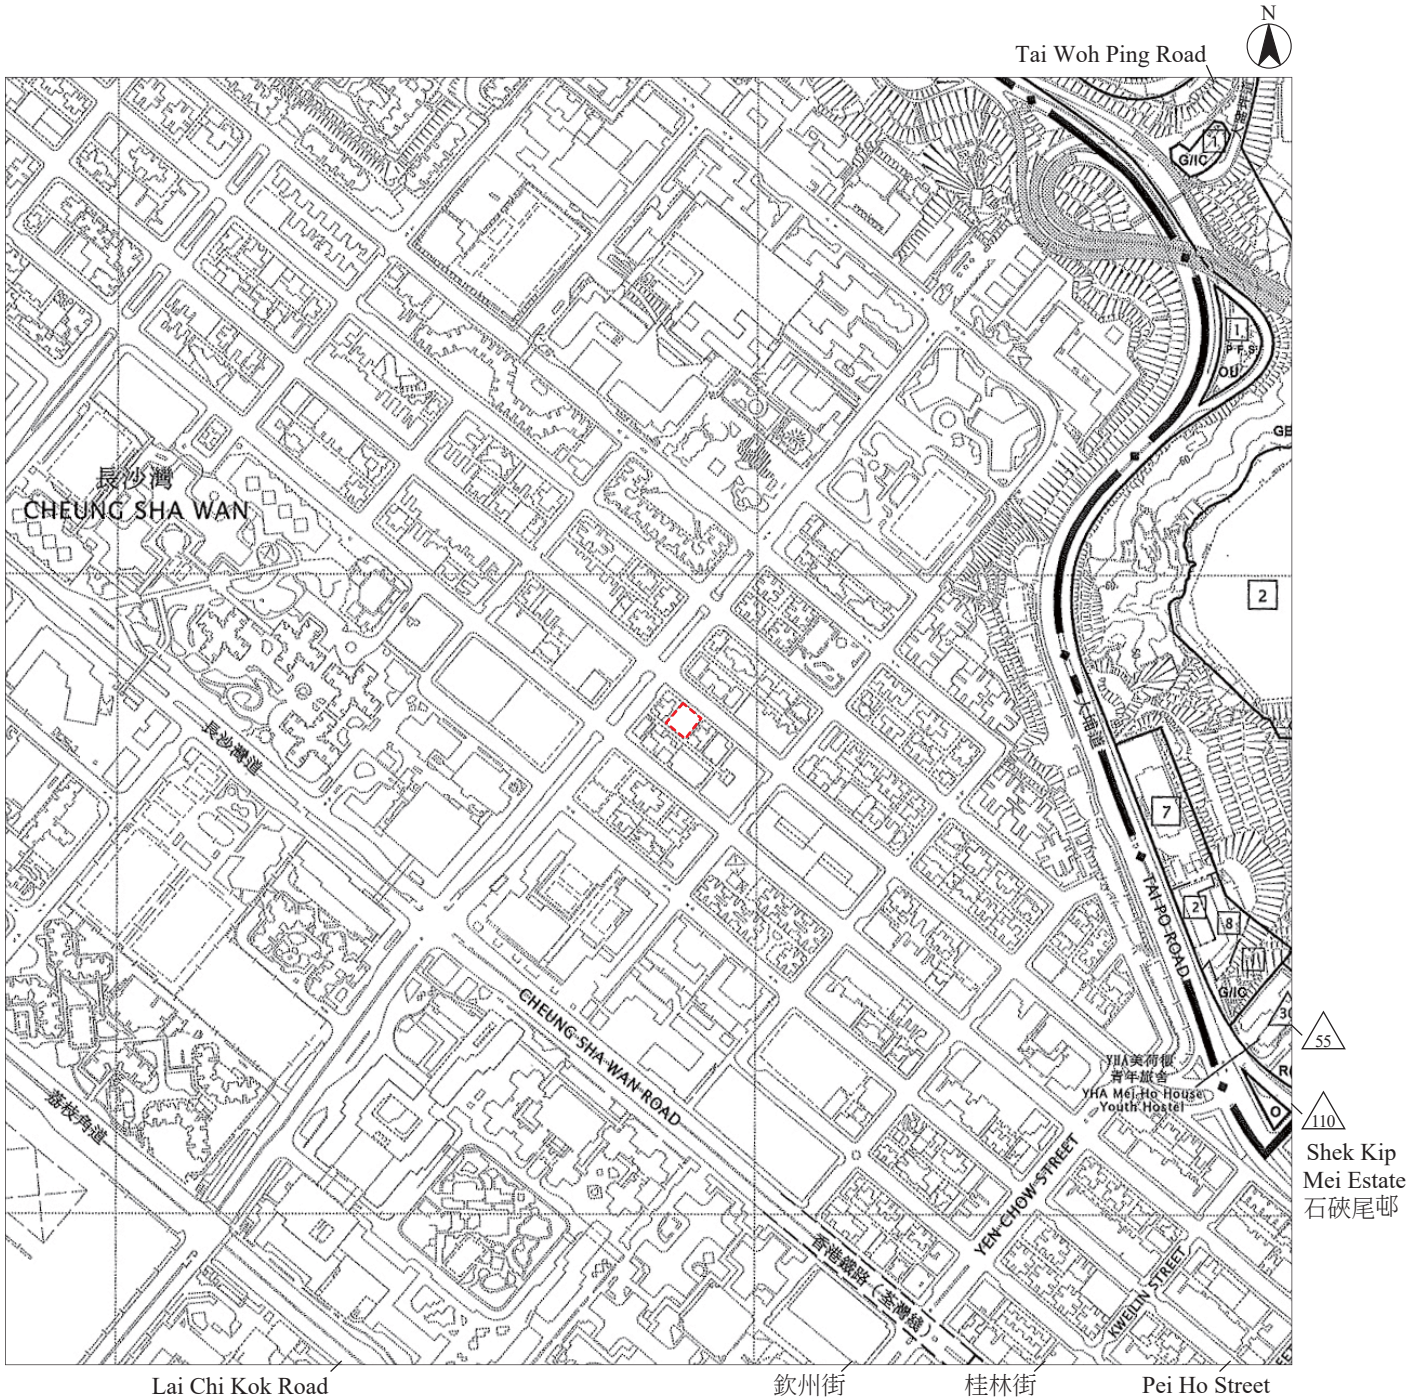 N
Tai Woh Ping Road
G/IC
1
1
P F S
OU
GB
長沙灣
CHEUNG SHA WAN
60
60
2
大埔道
長沙灣道
7
TAI PO ROAD
2
8
11
G/IC
30
55
CHEUNG SHA WAN ROAD
YHA美荷樓
青年旅舍
YHA Mei Ho House
Youth Hostel
R(
O
110
荔枝角道
Shek Kip
Mei Estate
石硤尾邨
YEN CHOW STREET
香港鐵路（荃灣綫）
KWEILIN STREET
Lai Chi Kok Road
欽州街
桂林街
Pei Ho Street